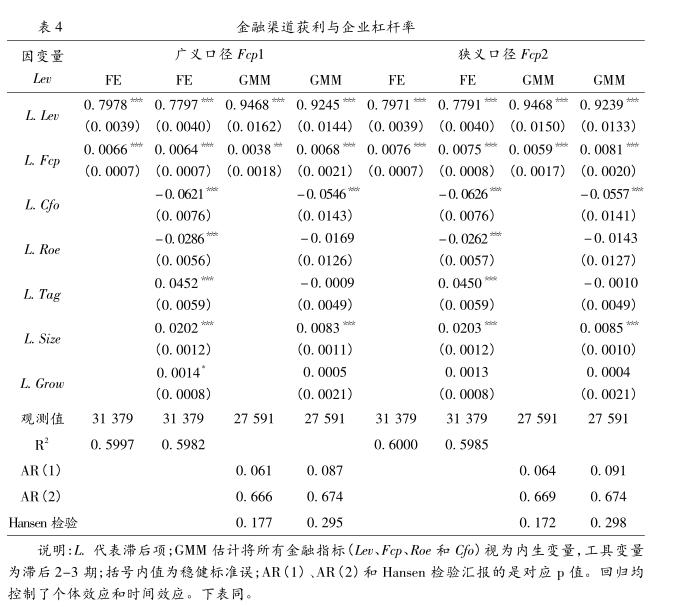 表 4 金融渠道获利与企业杠杆率
因变量 广义口径 Fcp1 狭义口径 Fcp2
Lev FE FE GMM GMM FE FE GMM GMM
L. Lev 0. 7978 *** 0. 7797 *** 0. 9468 *** 0. 9245 *** 0. 7971 *** 0. 7791 *** 0. 9468 *** 0. 9239 ***
(0. 0039) (0. 0040) (0. 0162) (0. 0144) (0. 0039) (0. 0040) (0. 0150) (0. 0133)
L. Fcp 0. 0066 *** 0. 0064 *** 0. 0038 ** 0. 0068 *** 0. 0076 *** 0. 0075 *** 0. 0059 *** 0. 0081 ***
(0. 0007) (0. 0007) (0. 0018) (0. 0021) (0. 0007) (0. 0008) (0. 0017) (0. 0020)
L. Cfo -0. 0621 *** -0. 0546 *** -0. 0626 *** -0. 0557 ***
(0. 0076) (0. 0143) (0. 0076) (0. 0141)
L. Roe -0. 0286 *** -0. 0169 -0. 0262 *** -0. 0143
(0. 0056) (0. 0126) (0. 0057) (0. 0127)
L. Tag 0. 0452 *** -0. 0009 0. 0450 *** -0. 0010
(0. 0059) (0. 0049) (0. 0059) (0. 0049)
L. Size 0. 0202 *** 0. 0083 *** 0. 0203 *** 0. 0085 ***
(0. 0012) (0. 0011) (0. 0012) (0. 0010)
L. Grow 0. 0014 * 0. 0005 0. 0013 0. 0004
(0. 0008) (0. 0021) (0. 0008) (0. 0021)
观测值 31 379 31 379 27 591 27 591 31 379 31 379 27 591 27 591
R² 0. 5997 0. 5982 0. 6000 0. 5985
AR(1) 0. 061 0. 087 0. 064 0. 091
AR(2) 0. 666 0. 674 0. 669 0. 674
Hansen 检验 0. 177 0. 295 0. 172 0. 298
说明:L. 代表滞后项;GMM 估计将所有金融指标(Lev、Fcp、Roe 和 Cfo)视为内生变量,工具变量
为滞后 2-3 期;括号内值为稳健标准误;AR(1)、AR(2)和 Hansen 检验汇报的是对应 p 值。回归均
控制了个体效应和时间效应。下表同。